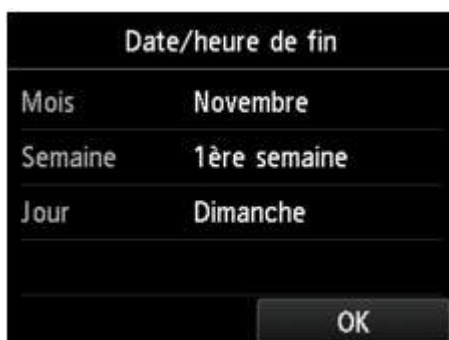 Date/heure de fin
Mois Novembre
Semaine 1ère semaine
Jour Dimanche
OK